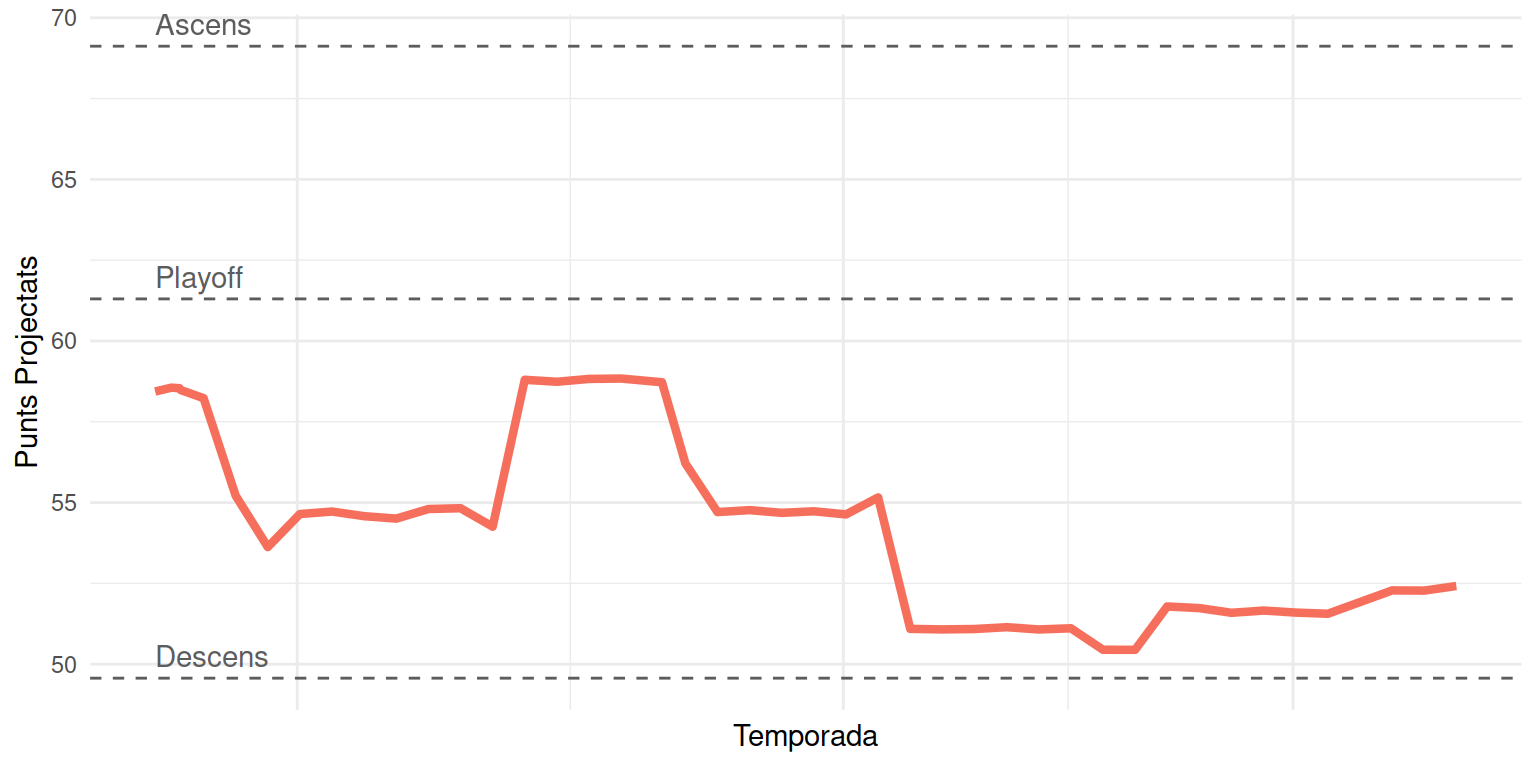 70
Ascens
65
Playoff
60
55
Descens
50
Punts Projectats
Temporada